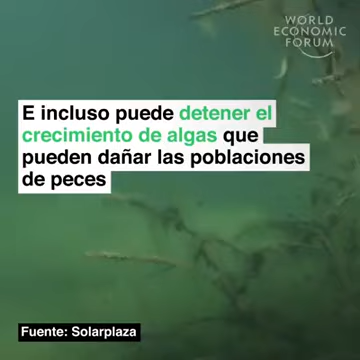 WORLD
ECONOMIC
FORUM
E incluso puede detener el
crecimiento de algas que
pueden dañar las poblaciones
de peces
Fuente: Solarplaza